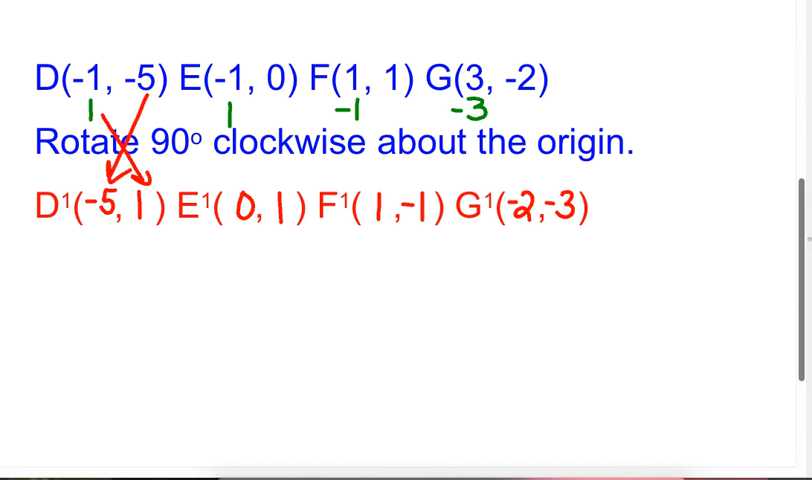 D(-1, -5) E(-1, 0) F(1, 1) G(3, -2)
1 1 -1 -3
Rotate 90º clockwise about the origin.
D¹(-5, 1) E¹( 0, 1 ) F¹( 1,-1) G¹(-2,-3)